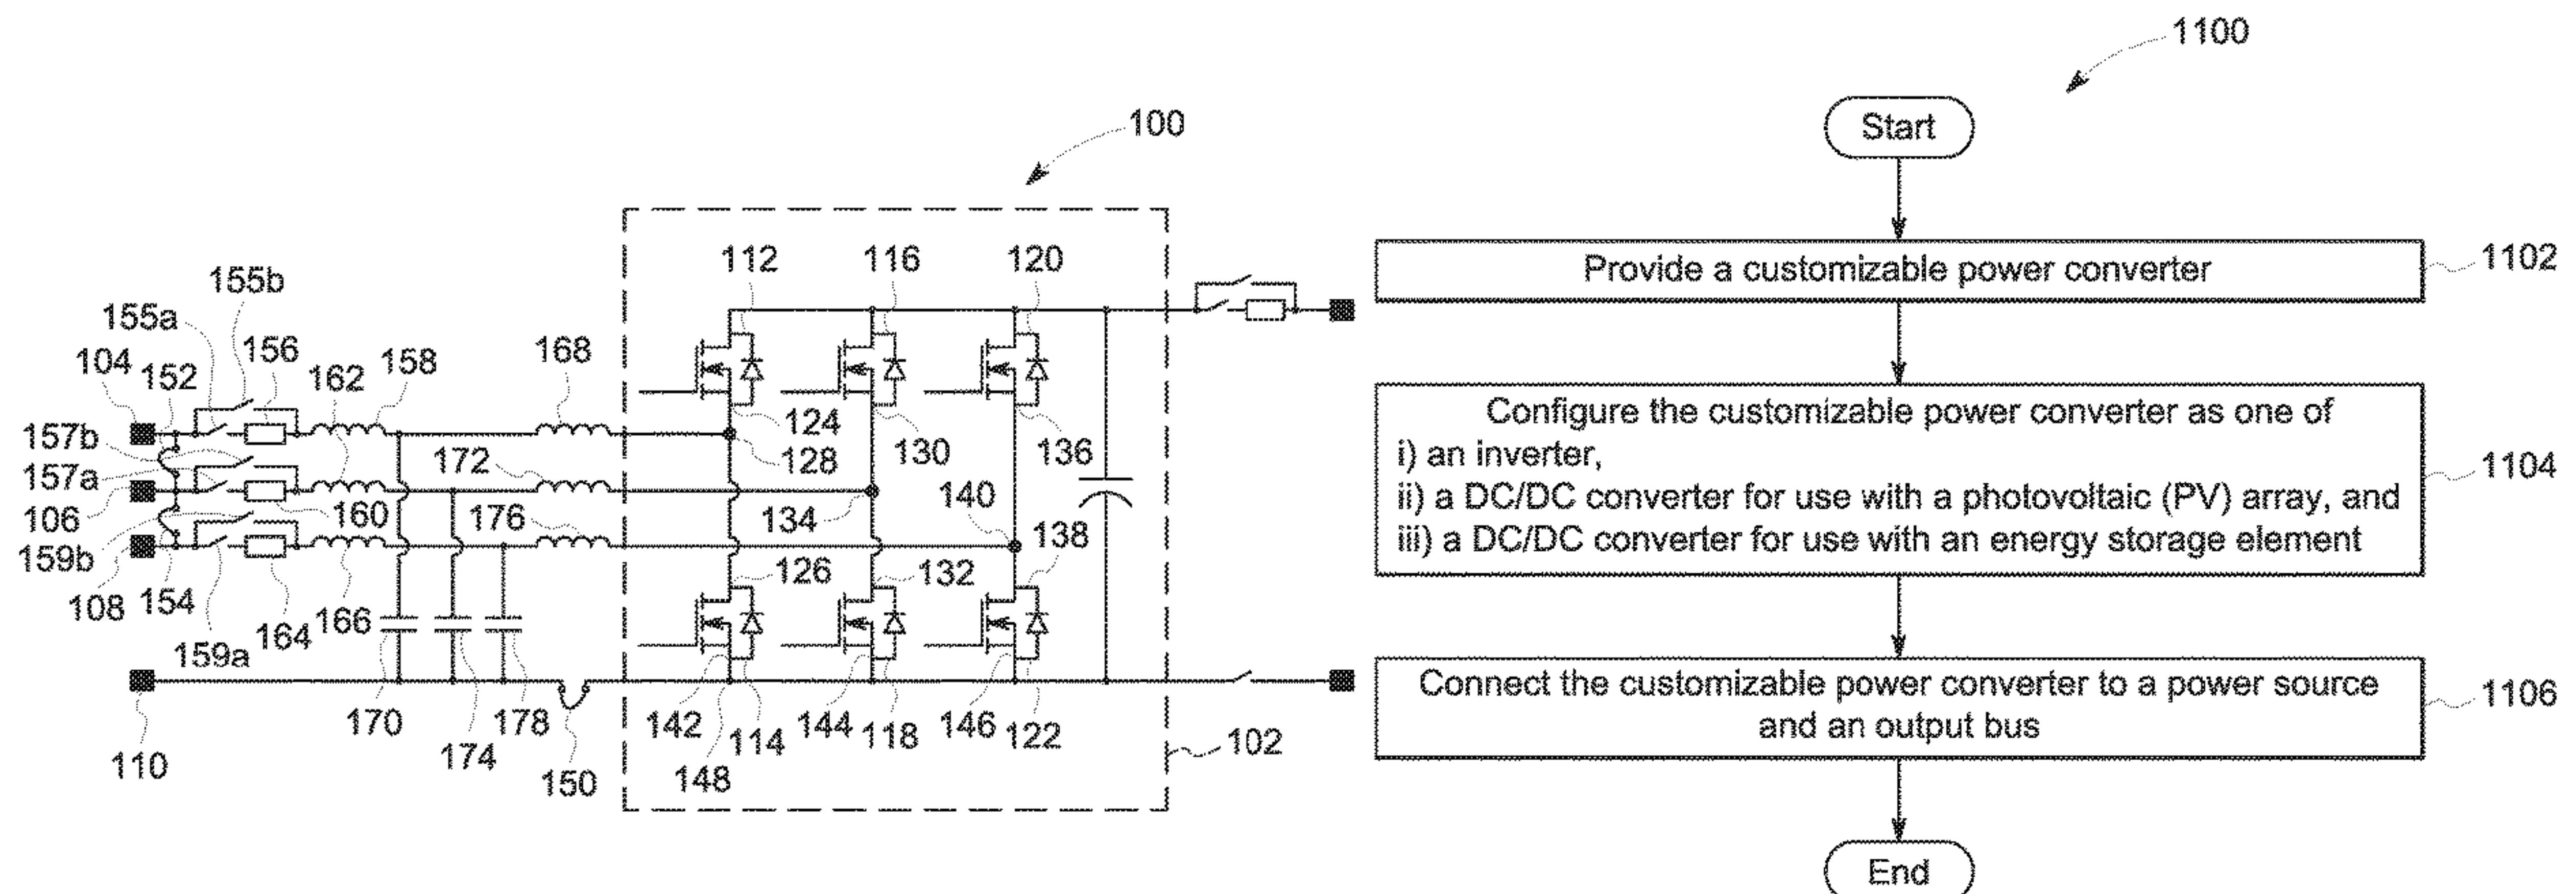 100
102
104
106
108
110
112
116
120
124
128
130
134
136
138
140
126
132
142
148
114
144
118
146
122
150
152
154
155a
155b
156
157a
157b
159a
159b
158
160
162
164
166
168
170
172
174
176
178
1100
Start
Provide a customizable power converter
1102
Configure the customizable power converter as one of
i) an inverter,
ii) a DC/DC converter for use with a photovoltaic (PV) array, and
iii) a DC/DC converter for use with an energy storage element
1104
Connect the customizable power converter to a power source
and an output bus
1106
End